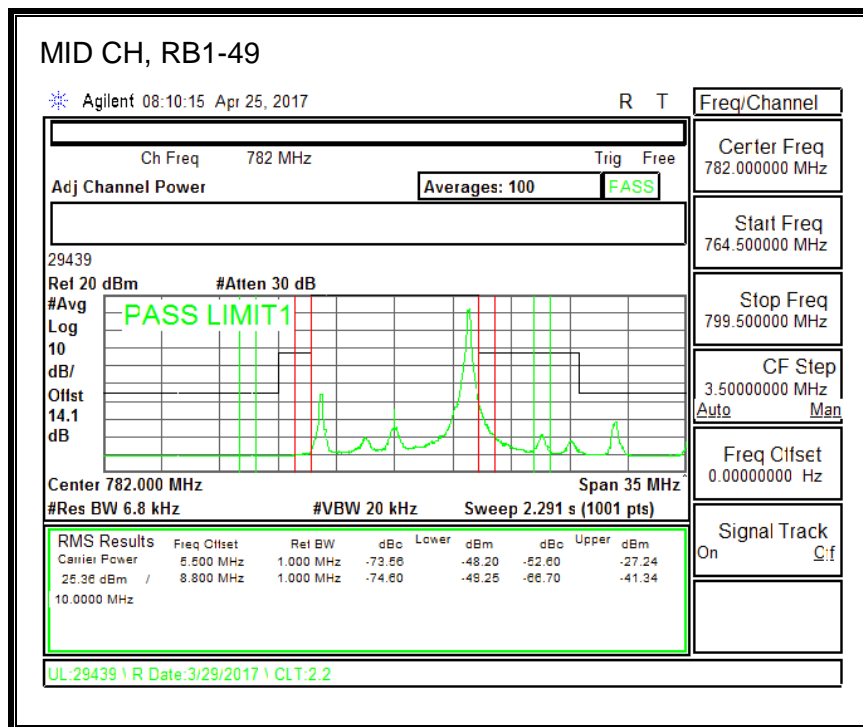 MID CH, RB1-49
Agilent 08:10:15 Apr 25, 2017 R T
Ch Freq 782 MHz Trig Free
Adj Channel Power Averages: 100 PASS
29439
Ref 20 dBm #Atten 30 dB
#Avg
Log
10
dB/
Offst
14.1
dB
PASS LIMIT1
Center 782.000 MHz Span 35 MHz
#Res BW 6.8 kHz #VBW 20 kHz Sweep 2.291 s (1001 pts)
RMS Results Freq Offset Ref BW dBc Lower dBm dBc Upper dBm
Carrier Power 5.500 MHz 1.000 MHz -73.56 -48.20 -52.60 -27.24
25.36 dBm / 8.800 MHz 1.000 MHz -74.60 -49.25 -66.70 -41.34
10.0000 MHz
UL:29439 \ R Date:3/29/2017 \ CLT:2.2
Freq/Channel
Center Freq
782.000000 MHz
Start Freq
764.500000 MHz
Stop Freq
799.500000 MHz
CF Step
3.50000000 MHz
Auto Man
Freq Offset
0.00000000 Hz
Signal Track
On Off